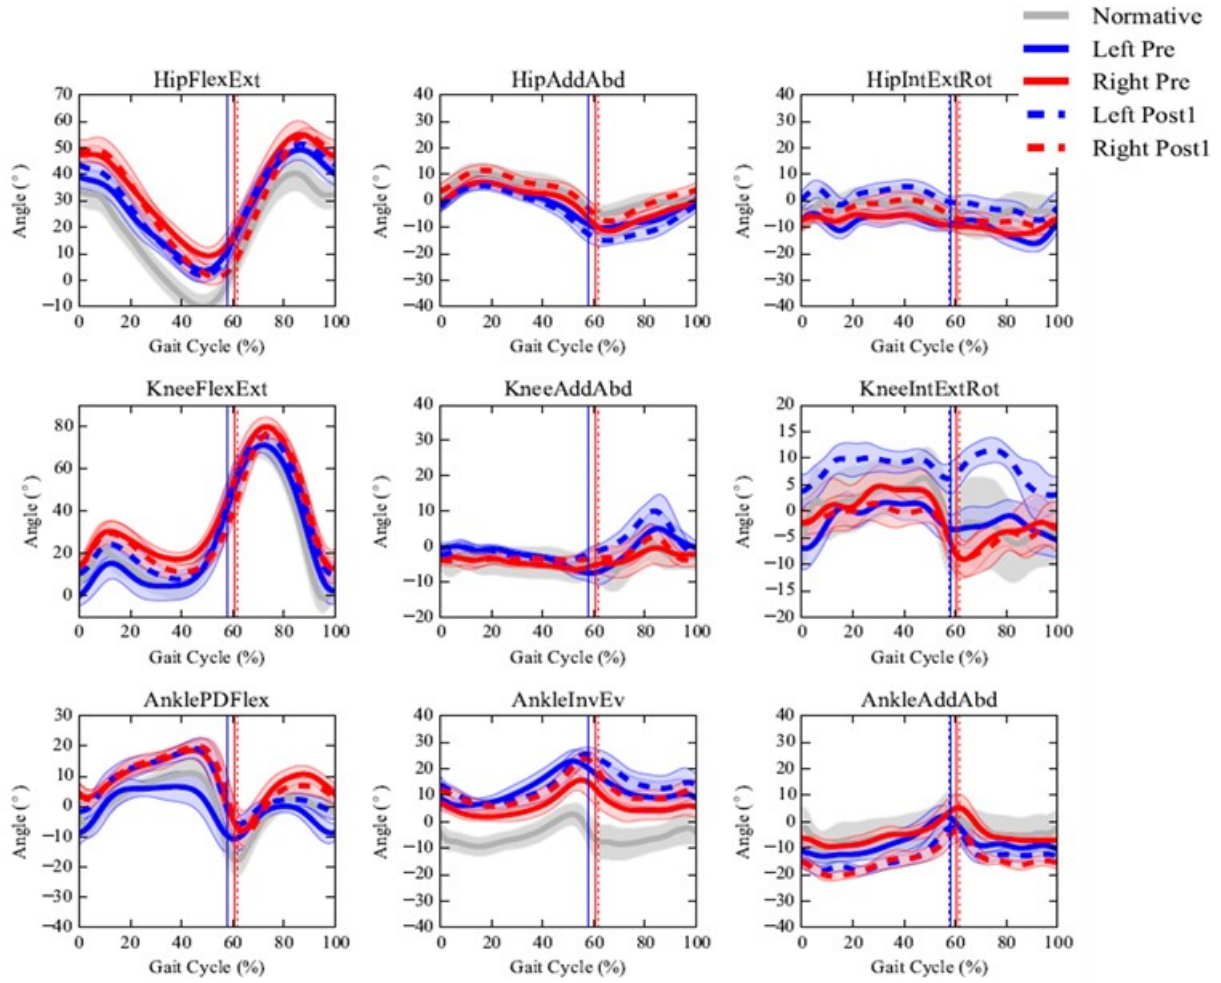 Normative
Left Pre
Right Pre
Left Post1
Right Post1
HipFlexExt
70
60
50
40
30
20
10
0
−10
Angle (°)
0 20 40 60 80 100
Gait Cycle (%)
HipAddAbd
40
30
20
10
0
−10
−20
−30
−40
Angle (°)
0 20 40 60 80 100
Gait Cycle (%)
HipIntExtRot
40
30
20
10
0
−10
−20
−30
−40
Angle (°)
0 20 40 60 80 100
Gait Cycle (%)
KneeFlexExt
80
60
40
20
0
Angle (°)
0 20 40 60 80 100
Gait Cycle (%)
KneeAddAbd
40
30
20
10
0
−10
−20
Angle (°)
0 20 40 60 80 100
Gait Cycle (%)
KneeIntExtRot
20
15
10
5
0
−5
−10
−15
−20
Angle (°)
0 20 40 60 80 100
Gait Cycle (%)
AnklePDFlex
30
20
10
0
−10
−20
−30
−40
Angle (°)
0 20 40 60 80 100
Gait Cycle (%)
AnkleInvEv
40
30
20
10
0
−10
−20
−30
−40
Angle (°)
0 20 40 60 80 100
Gait Cycle (%)
AnkleAddAbd
40
30
20
10
0
−10
−20
−30
−40
Angle (°)
0 20 40 60 80 100
Gait Cycle (%)